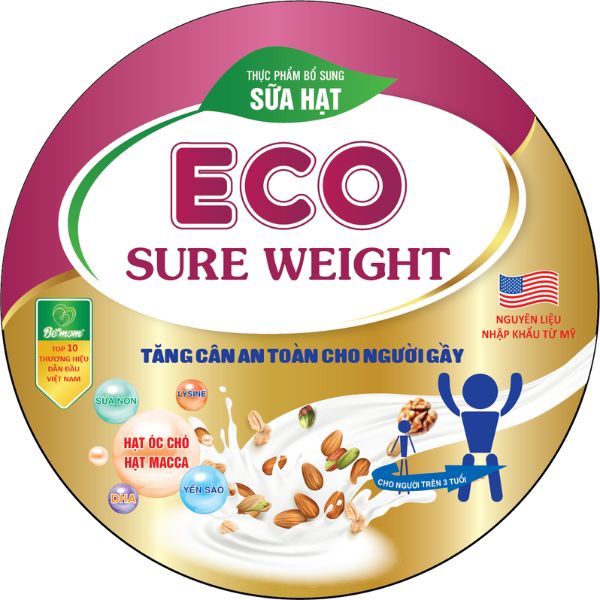 THỰC PHẨM BỔ SUNG
SỮA HẠT
ECO
SURE WEIGHT
NGUYÊN LIỆU
NHẬP KHẨU TỪ MỸ
Be mom
TOP 10
THƯƠNG HIỆU
DẪN ĐẦU
VIỆT NAM
TĂNG CÂN AN TOÀN CHO NGƯỜI GẦY
SỮA NON
LYSINE
HẠT ÓC CHÓ
HẠT MACCA
DHA
YẾN SÀO
CHO NGƯỜI TRÊN 3 TUỔI